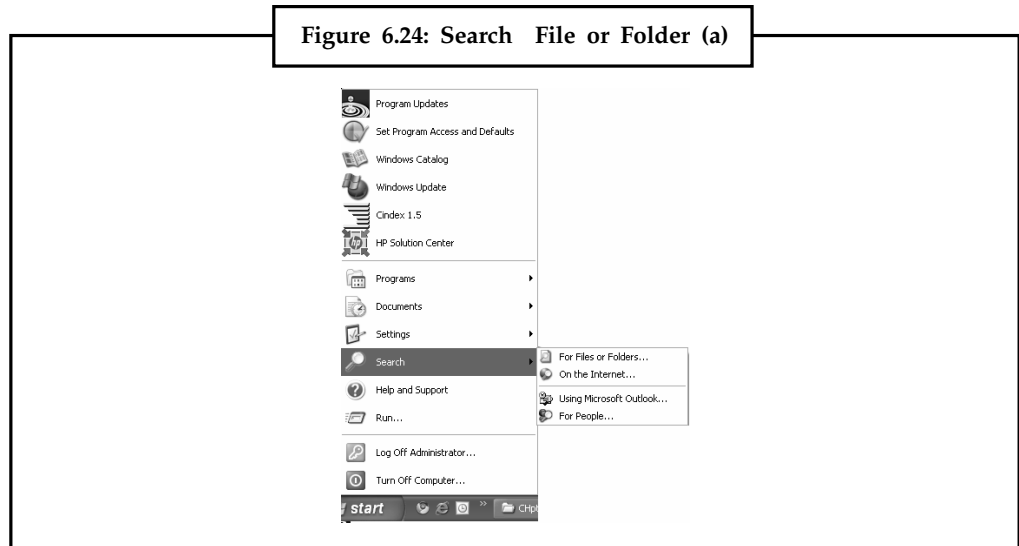 Figure 6.24: Search File or Folder (a)
Program Updates
Set Program Access and Defaults
Windows Catalog
Windows Update
Cindex 1.5
HP Solution Center
Programs
Documents
Settings
Search
For Files or Folders...
On the Internet...
Using Microsoft Outlook...
For People...
Help and Support
Run...
Log Off Administrator...
Turn Off Computer...
start » CHpt